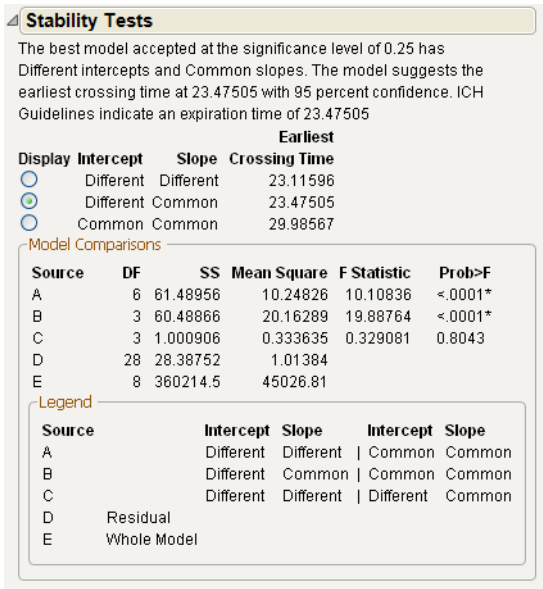 Stability Tests
The best model accepted at the significance level of 0.25 has
Different intercepts and Common slopes. The model suggests the
earliest crossing time at 23.47505 with 95 percent confidence. ICH
Guidelines indicate an expiration time of 23.47505
Earliest
Display Intercept Slope Crossing Time
Different Different 23.11596
Different Common 23.47505
Common Common 29.98567
Model Comparisons
Source DF SS Mean Square F Statistic Prob>F
A 6 61.48956 10.24826 10.10836 <.0001*
B 3 60.48866 20.16289 19.88764 <.0001*
C 3 1.000906 0.333635 0.329081 0.8043
D 28 28.38752 1.01384
E 8 360214.5 45026.81
Legend
Source Intercept Slope Intercept Slope
A Different Different | Common Common
B Different Common | Common Common
C Different Different | Different Common
D Residual
E Whole Model